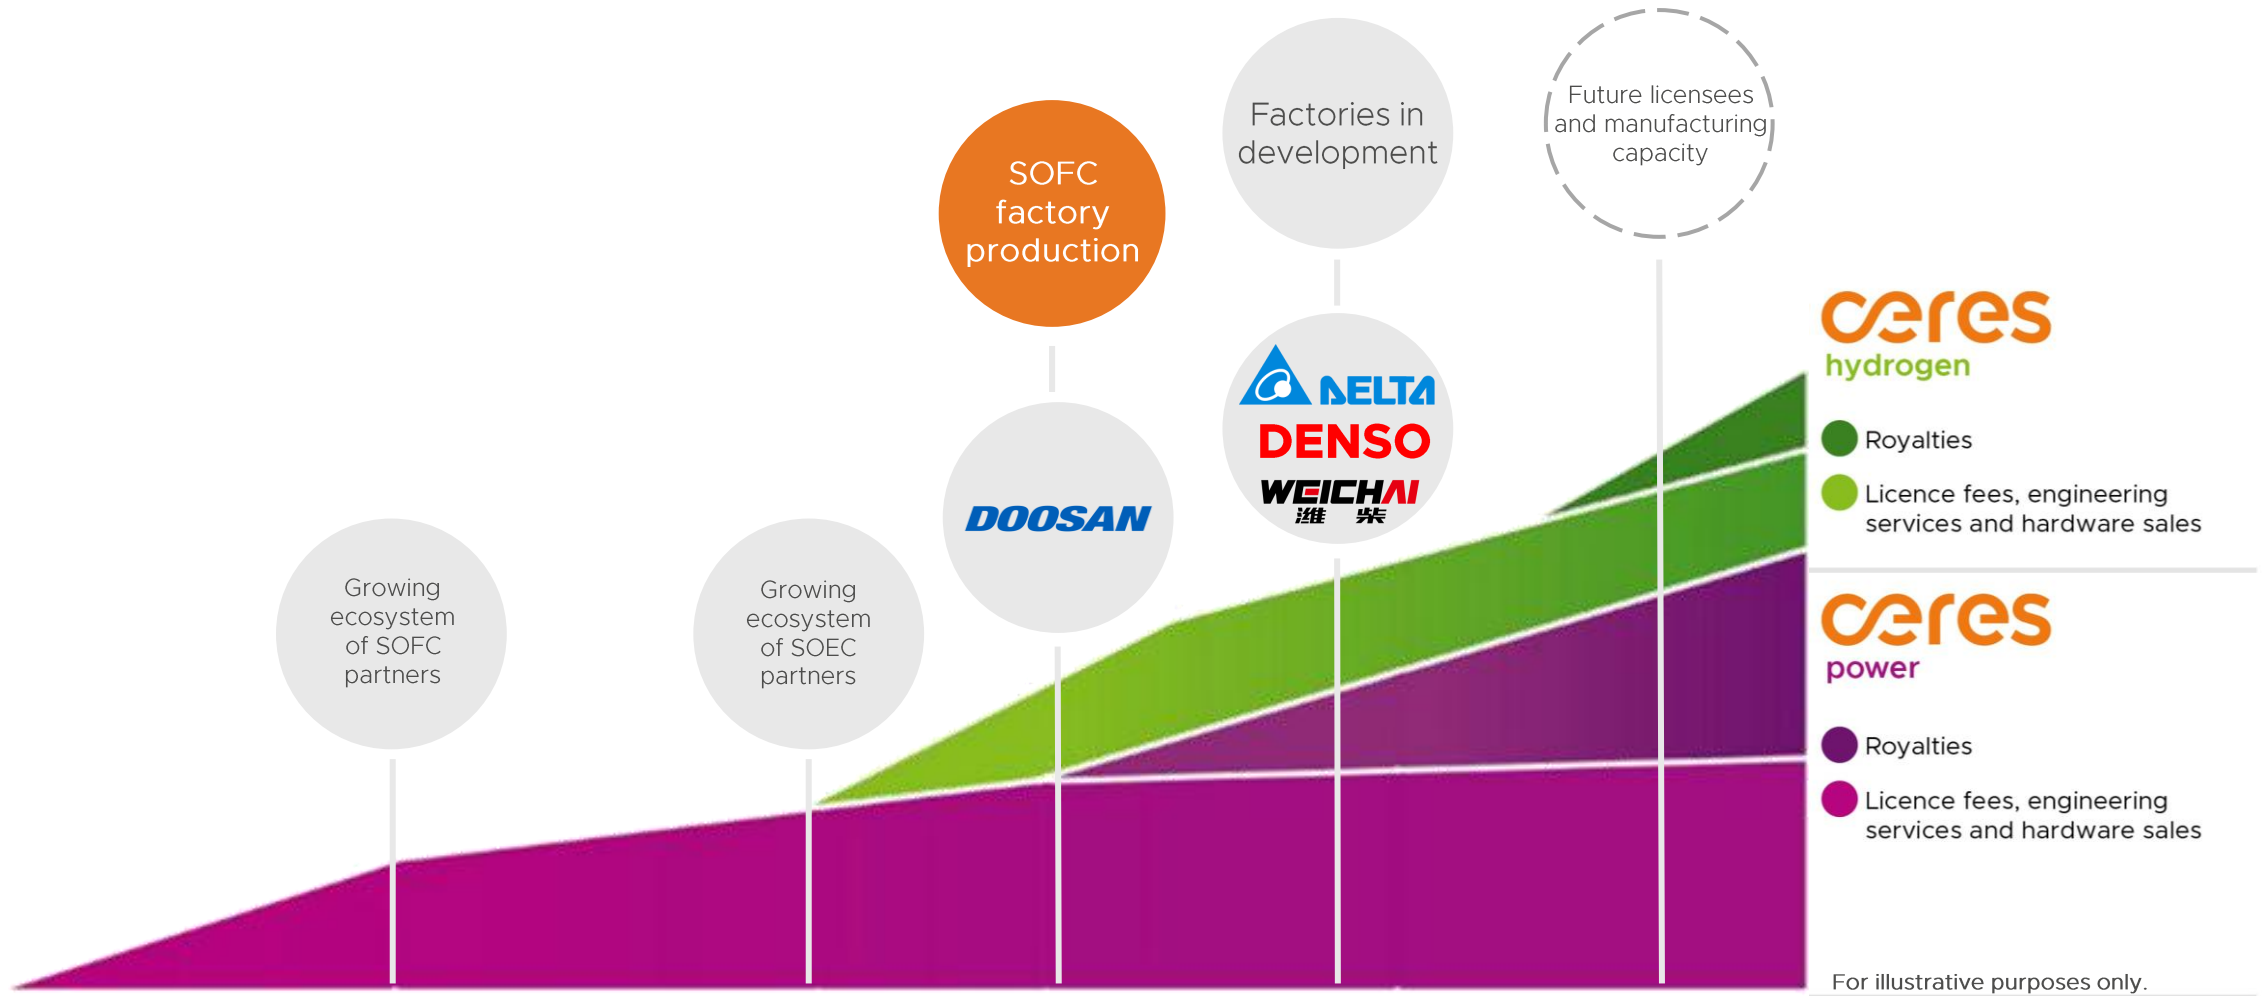 Growing
ecosystem
of SOFC
partners
Growing
ecosystem
of SOEC
partners
SOFC
factory
production
DOOSAN
Factories in
development
DELTA
DENSO
WEICHAI
潍柴
Future licensees
and manufacturing
capacity
ceres
hydrogen
Royalties
Licence fees, engineering
services and hardware sales
ceres
power
Royalties
Licence fees, engineering
services and hardware sales
For illustrative purposes only.